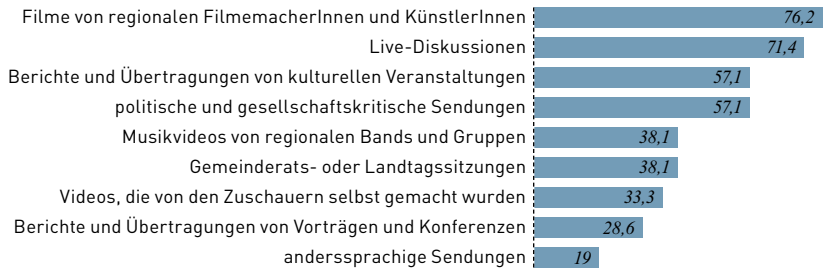 Filme von regionalen FilmemacherInnen und KünstlerInnen 76,2
Live-Diskussionen 71,4
Berichte und Übertragungen von kulturellen Veranstaltungen 57,1
politische und gesellschaftskritische Sendungen 57,1
Musikvideos von regionalen Bands und Gruppen 38,1
Gemeinderats- oder Landtagssitzungen 38,1
Videos, die von den Zuschauern selbst gemacht wurden 33,3
Berichte und Übertragungen von Vorträgen und Konferenzen 28,6
anderssprachige Sendungen 19